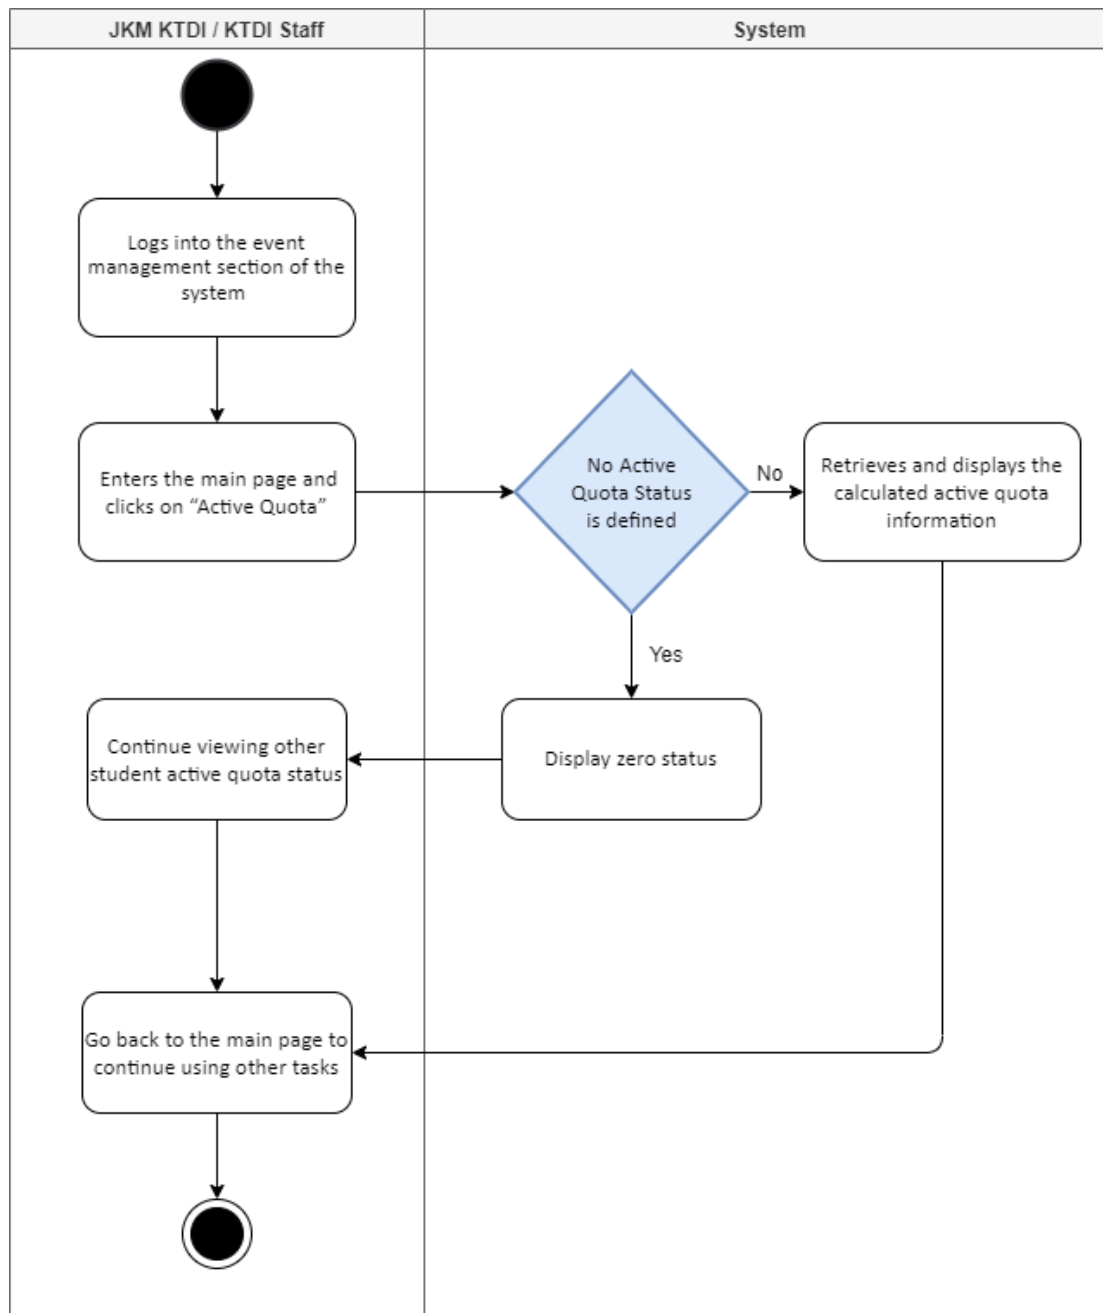 JKM KTDI / KTDI Staff
System
Logs into the event
management section of the
system
Enters the main page and
clicks on “Active Quota”
No Active
Quota Status
is defined
No
Retrieves and displays the
calculated active quota
information
Yes
Display zero status
Continue viewing other
student active quota status
Go back to the main page to
continue using other tasks